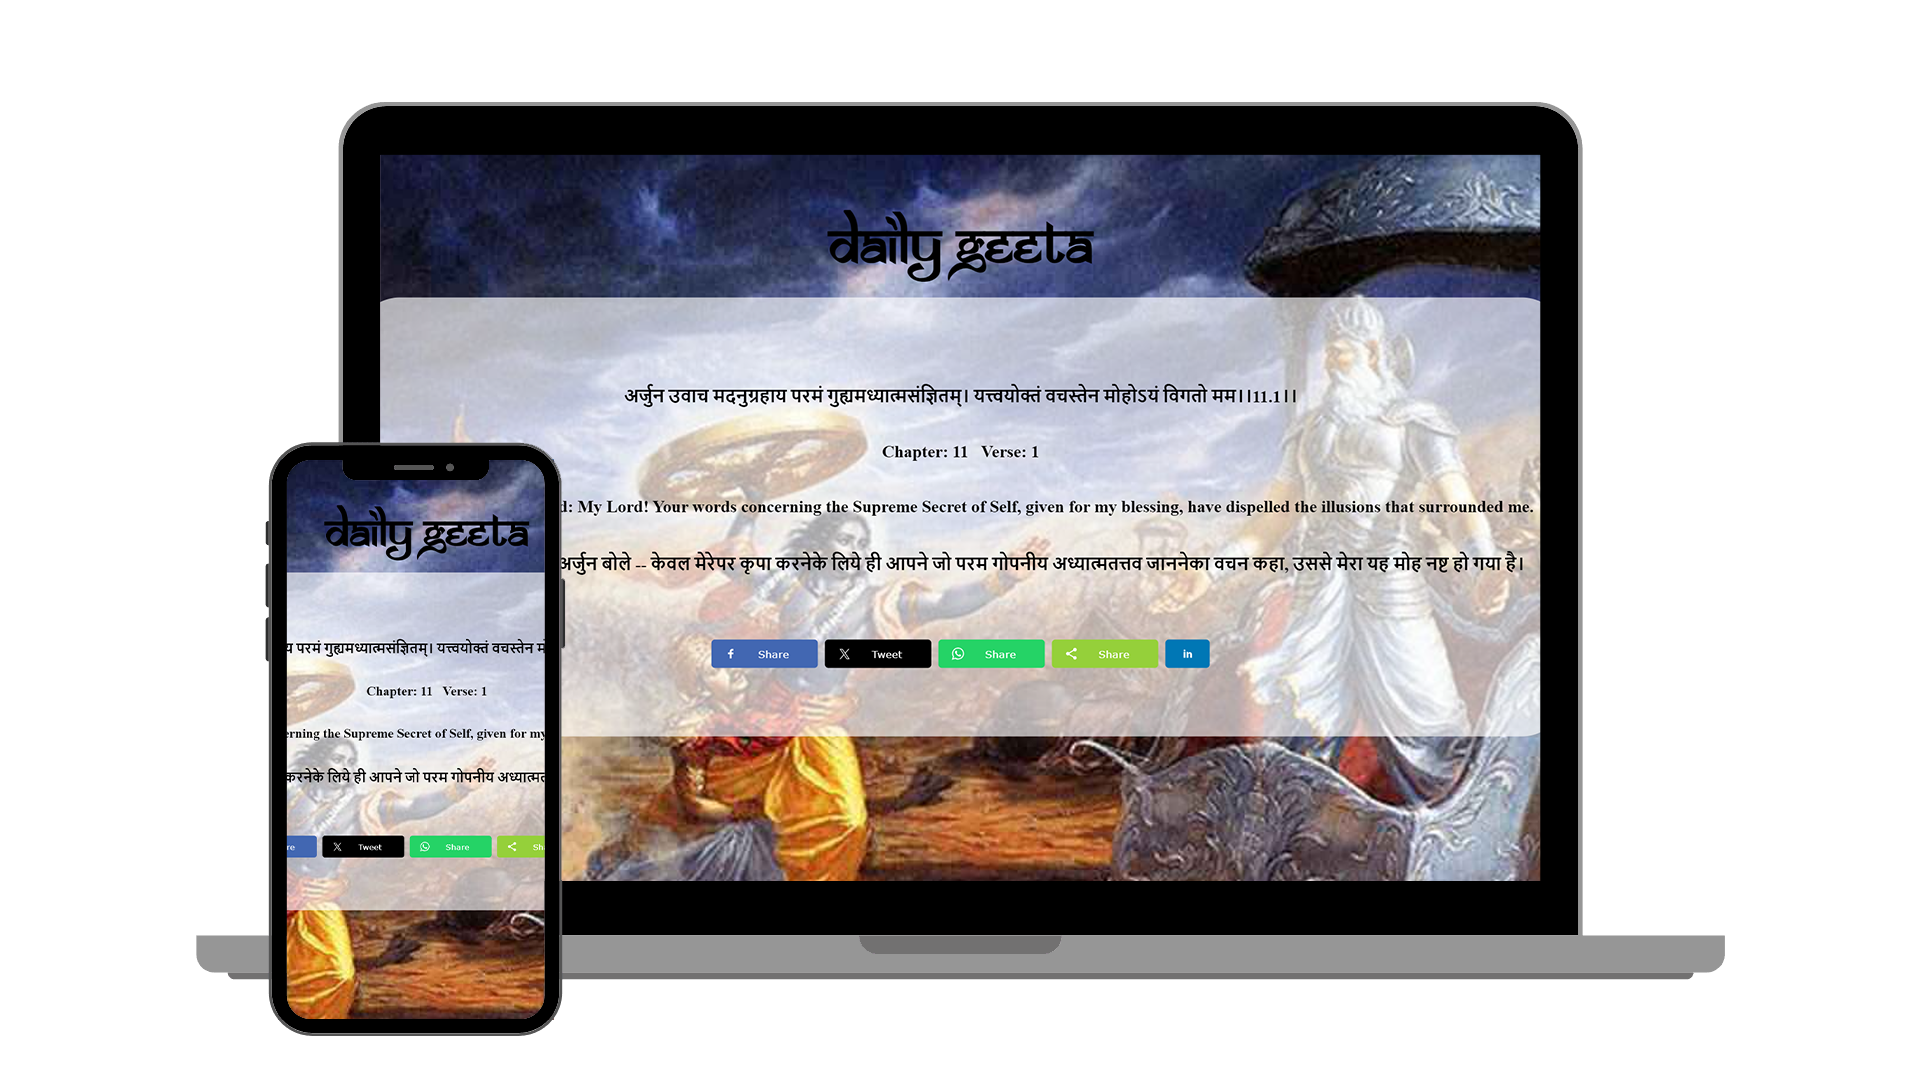 daily geeta
अर्जुन उवाच मदनुग्रहाय परमं गुह्यमध्यात्मसंज्ञितम्। यत्त्वयोक्तं वचस्तेन मोहोऽयं विगतो मम।।11.1।।
Chapter: 11 Verse: 1
d: My Lord! Your words concerning the Supreme Secret of Self, given for my blessing, have dispelled the illusions that surrounded me.
अर्जुन बोले -- केवल मेरेपर कृपा करनेके लिये ही आपने जो परम गोपनीय अध्यात्मतत्त्व जाननेका वचन कहा, उससे मेरा यह मोह नष्ट हो गया है।
Share Tweet Share Share in
daily geeta
य परमं गुह्यमध्यात्मसंज्ञितम्। यत्त्वयोक्तं वचस्तेन म
Chapter: 11 Verse: 1
erning the Supreme Secret of Self, given for my
करनेके लिये ही आपने जो परम गोपनीय अध्यात्मत
re Tweet Share Sh